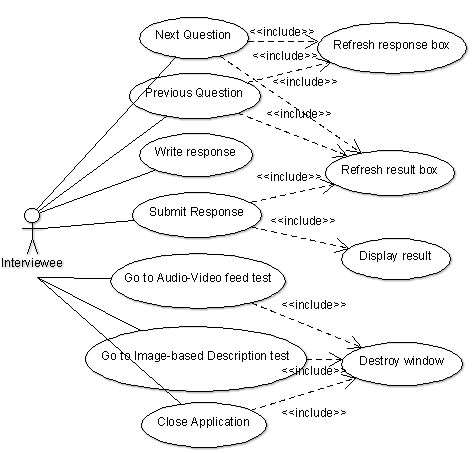 Next Question
<<include>>
Refresh response box
<<include>>
Previous Question
<<include>>
Write response
<<include>>
Refresh result box
Submit Response
<<include>>
Interviewee
Display result
Go to Audio-Video feed test
<<include>>
Go to Image-based Description test
Destroy window
<<include>>
Close Application
<<include>>